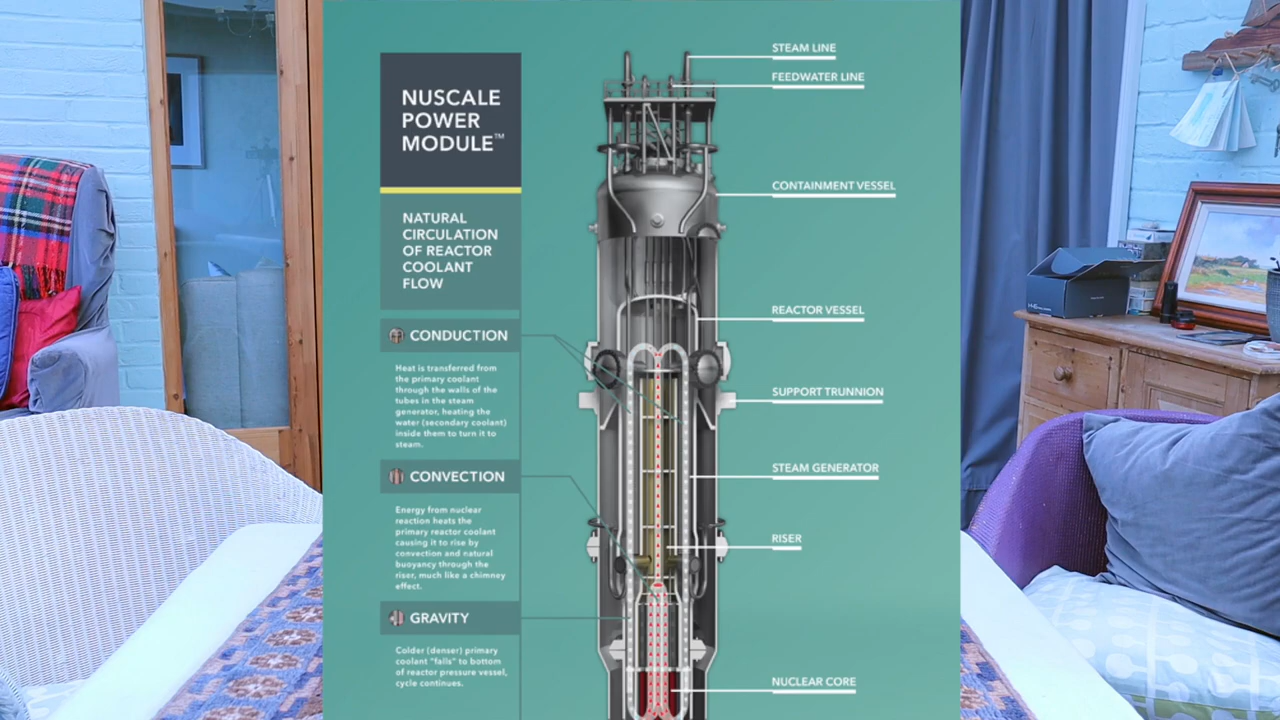 NUSCALE
POWER
MODULE™
NATURAL
CIRCULATION
OF REACTOR
COOLANT
FLOW
CONDUCTION
Heat is transferred from
the primary coolant
through the walls of the
tubes in the steam
generator, heating the
water (secondary coolant)
inside them to turn it to
steam.
CONVECTION
Energy from nuclear
reaction heats the
primary reactor coolant
causing it to rise by
convection and natural
buoyancy through the
riser, much like a chimney
effect.
GRAVITY
Colder (denser) primary
coolant "falls" to bottom
of reactor pressure vessel,
cycle continues.
STEAM LINE
FEEDWATER LINE
CONTAINMENT VESSEL
REACTOR VESSEL
SUPPORT TRUNNION
STEAM GENERATOR
RISER
NUCLEAR CORE